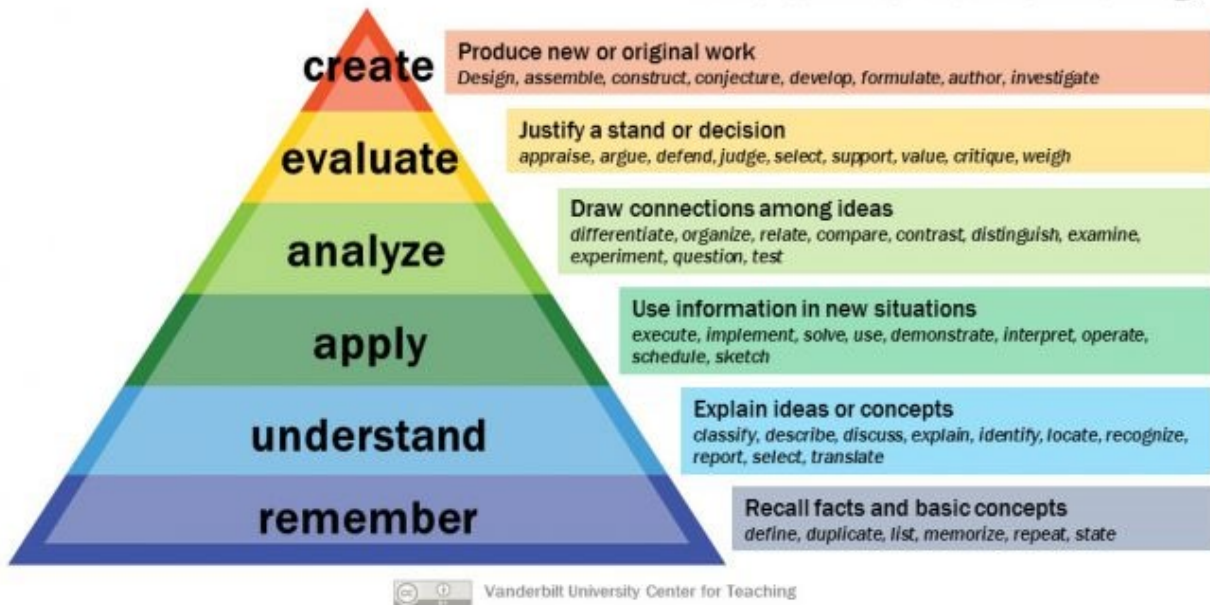 create
Produce new or original work
Design, assemble, construct, conjecture, develop, formulate, author, investigate
evaluate
Justify a stand or decision
appraise, argue, defend, judge, select, support, value, critique, weigh
analyze
Draw connections among ideas
differentiate, organize, relate, compare, contrast, distinguish, examine,
experiment, question, test
apply
Use information in new situations
execute, implement, solve, use, demonstrate, interpret, operate,
schedule, sketch
understand
Explain ideas or concepts
classify, describe, discuss, explain, identify, locate, recognize,
report, select, translate
remember
Recall facts and basic concepts
define, duplicate, list, memorize, repeat, state
cc
Vanderbilt University Center for Teaching